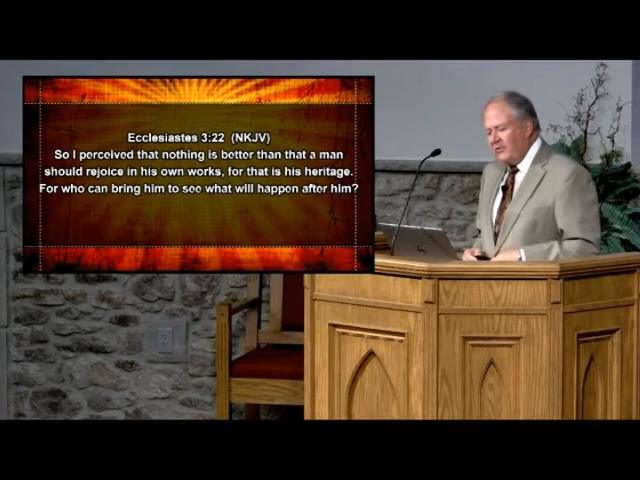 Ecclesiastes 3:22 (NKJV)
So I perceived that nothing is better than that a man
should rejoice in his own works, for that is his heritage.
For who can bring him to see what will happen after him?